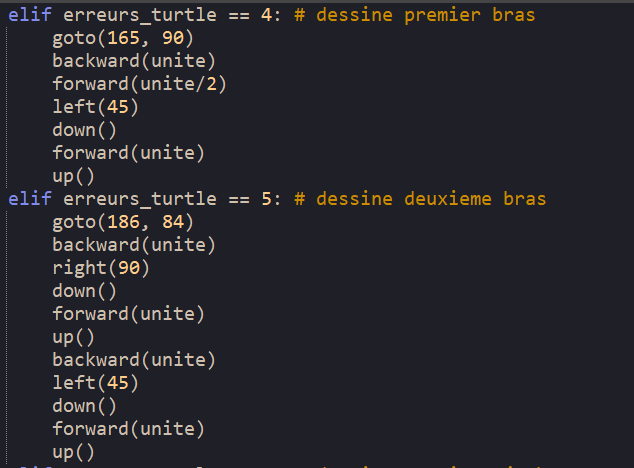 elif erreurs_turtle == 4: # dessine premier bras
    goto(165, 90)
    backward(unite)
    forward(unite/2)
    left(45)
    down()
    forward(unite)
    up()
elif erreurs_turtle == 5: # dessine deuxieme bras
    goto(186, 84)
    backward(unite)
    right(90)
    down()
    forward(unite)
    up()
    backward(unite)
    left(45)
    down()
    forward(unite)
    up()